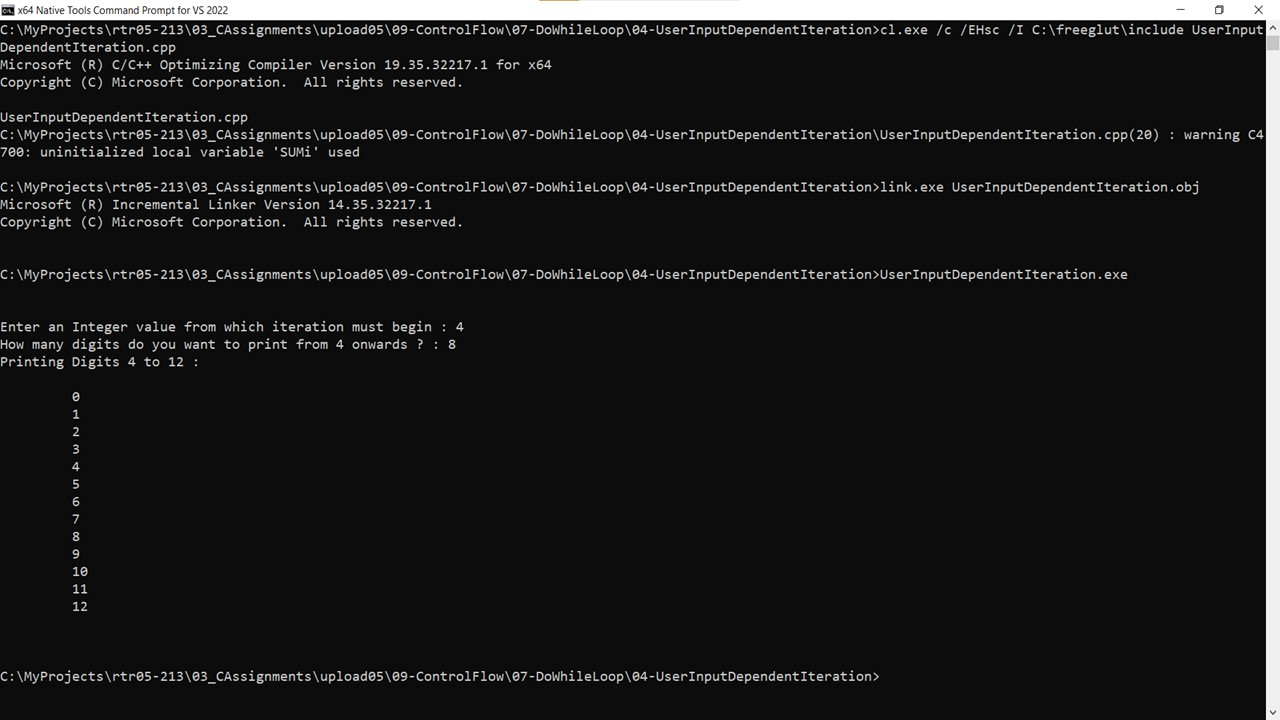 x64 Native Tools Command Prompt for VS 2022
C:\MyProjects\rtr05-213\03_CAssignments\upload05\09-ControlFlow\07-DoWhileLoop\04-UserInputDependentIteration>cl.exe /c /EHsc /I C:\freeglut\include UserInput
DependentIteration.cpp
Microsoft (R) C/C++ Optimizing Compiler Version 19.35.32217.1 for x64
Copyright (C) Microsoft Corporation.  All rights reserved.
UserInputDependentIteration.cpp
C:\MyProjects\rtr05-213\03_CAssignments\upload05\09-ControlFlow\07-DoWhileLoop\04-UserInputDependentIteration\UserInputDependentIteration.cpp(20) : warning C4
700: uninitialized local variable 'SUMi' used
C:\MyProjects\rtr05-213\03_CAssignments\upload05\09-ControlFlow\07-DoWhileLoop\04-UserInputDependentIteration>link.exe UserInputDependentIteration.obj
Microsoft (R) Incremental Linker Version 14.35.32217.1
Copyright (C) Microsoft Corporation.  All rights reserved.
C:\MyProjects\rtr05-213\03_CAssignments\upload05\09-ControlFlow\07-DoWhileLoop\04-UserInputDependentIteration>UserInputDependentIteration.exe
Enter an Integer value from which iteration must begin : 4
How many digits do you want to print from 4 onwards ? : 8
Printing Digits 4 to 12 :
0
1
2
3
4
5
6
7
8
9
10
11
12
C:\MyProjects\rtr05-213\03_CAssignments\upload05\09-ControlFlow\07-DoWhileLoop\04-UserInputDependentIteration>